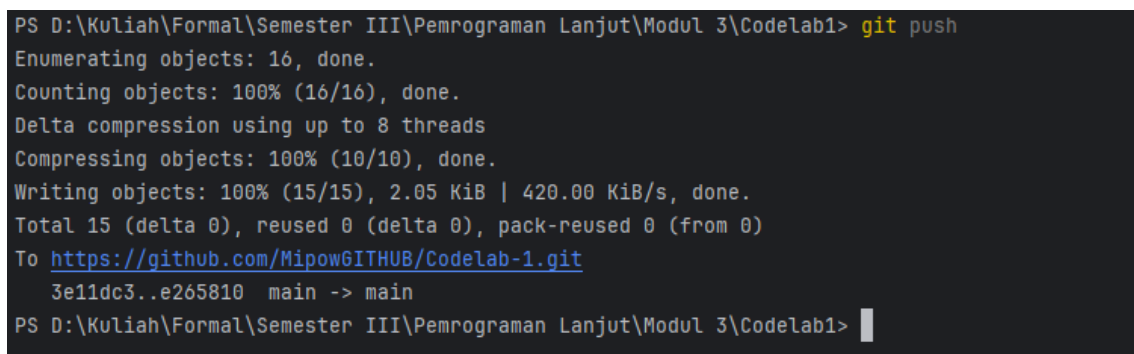 PS D:\Kuliah\Formal\Semester III\Pemrograman Lanjut\Modul 3\Codelab1> git push
Enumerating objects: 16, done.
Counting objects: 100% (16/16), done.
Delta compression using up to 8 threads
Compressing objects: 100% (10/10), done.
Writing objects: 100% (15/15), 2.05 KiB | 420.00 KiB/s, done.
Total 15 (delta 0), reused 0 (delta 0), pack-reused 0 (from 0)
To https://github.com/MipowGITHUB/Codelab-1.git
   3e11dc3..e265810  main -> main
PS D:\Kuliah\Formal\Semester III\Pemrograman Lanjut\Modul 3\Codelab1>